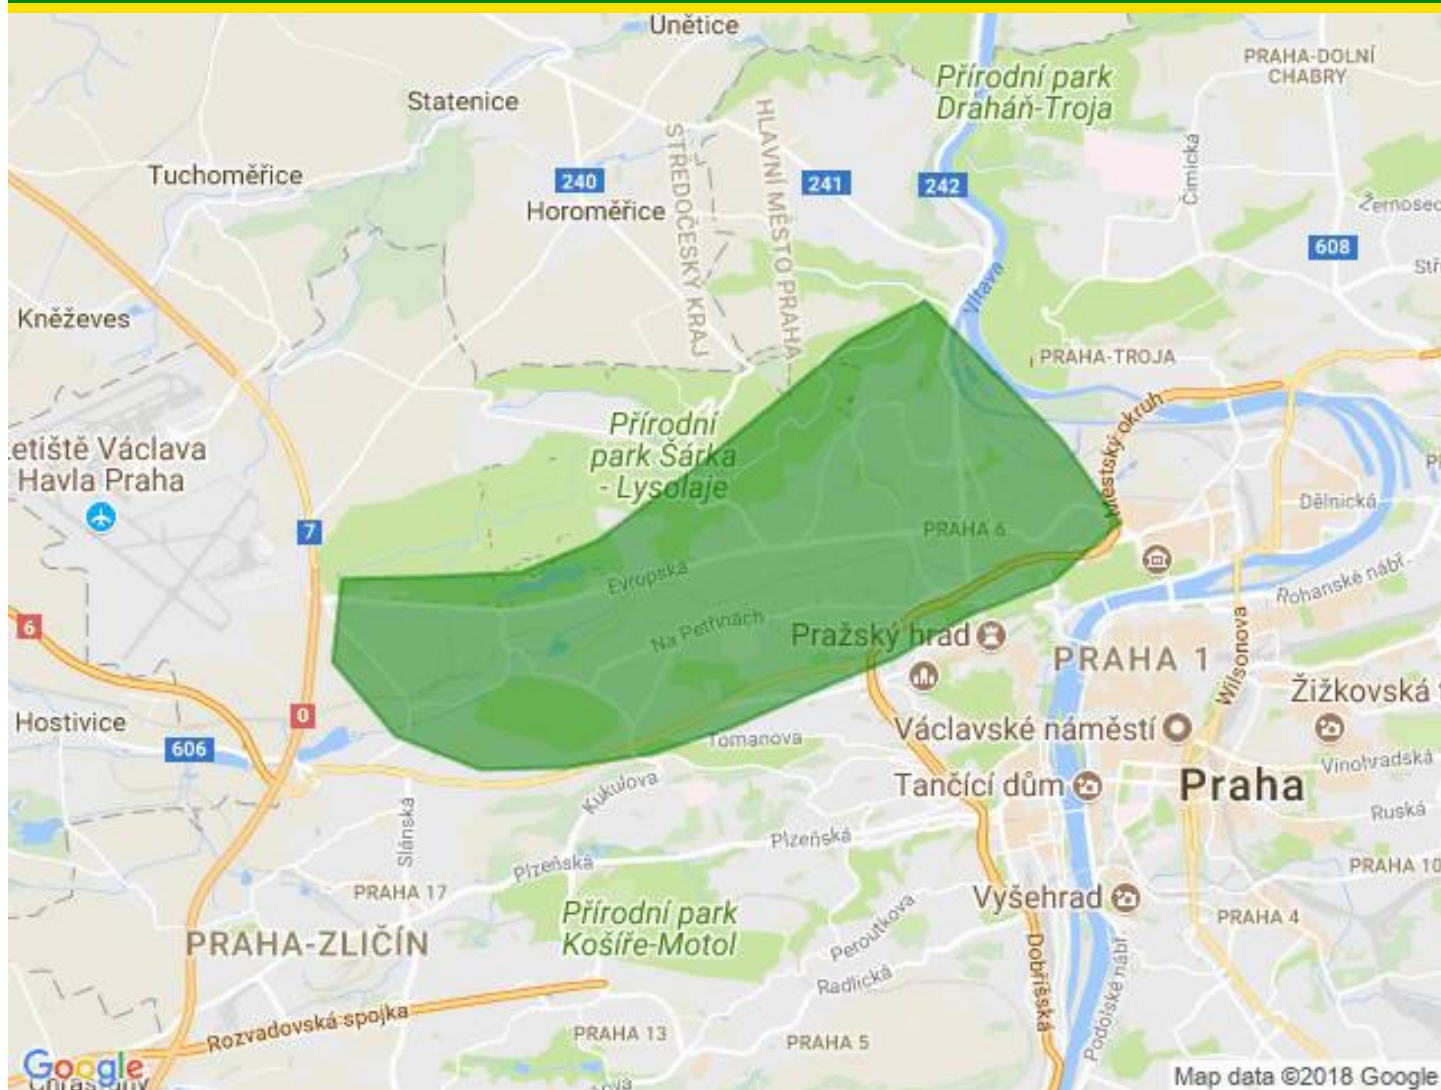 Únětice
PRAHA-DOLNÍ
CHABRY
Přírodní park
Draháň-Troja
Statenice
HLAVNÍ MĚSTO PRAHA
STŘEDOČESKÝ KRAJ
Čimická
Tuchoměřice
240
241
242
Horoměřice
608
Kněževes
Vltava
PRAHA-TROJA
Městský okruh
Přírodní
park Šárka
- Lysolaje
etiště Václava
Havla Praha
7
Dělnická
PRAHA 6
Evropská
Rohanské nábř.
6
Na Petřinách
Pražský hrad
PRAHA 1
Wilsonova
Žižkovská
0
Hostivice
606
Tomanova
Václavské náměstí
Vinohradská
Kukulova
Tančící dům
Praha
Ruská
Slánská
Plzeňská
Plzeňská
PRAHA 10
PRAHA 17
Vyšehrad
PRAHA 4
Přírodní park
Košíře-Motol
Peroutkova
PRAHA-ZLIČÍN
Radlická
Dobříšská
Podolské nábř.
Rozvadovská spojka
PRAHA 13
PRAHA 5
Google
Map data ©2018 Google